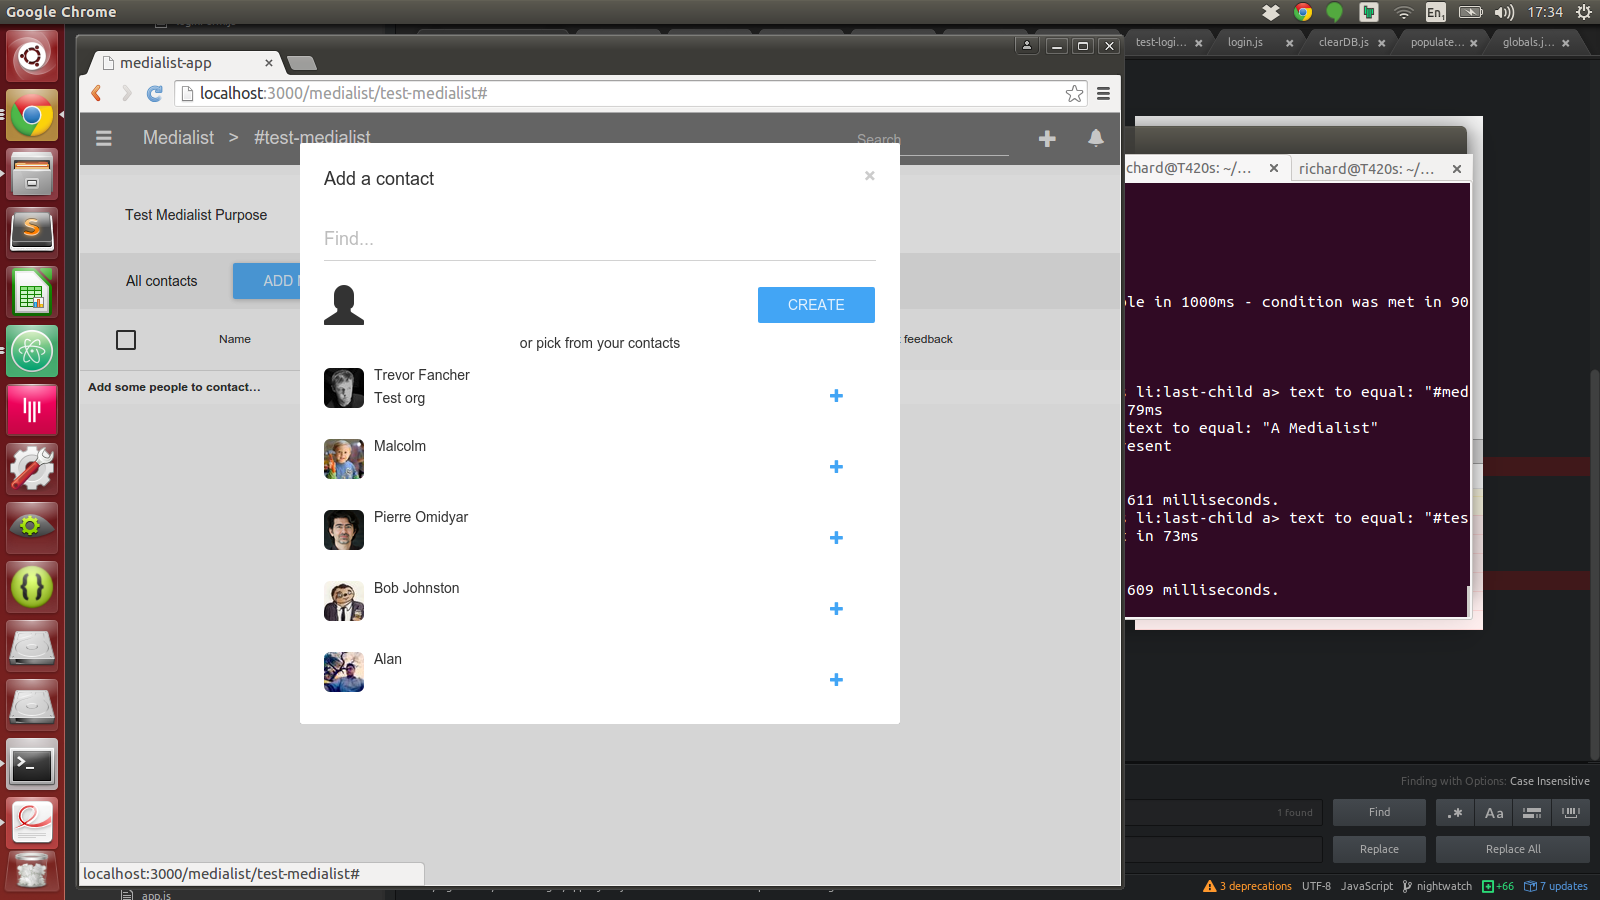 Google Chrome
En1
17:34
medialist-app
localhost:3000/medialist/test-medialist#
Medialist > #test-medialist
Search
Test Medialist Purpose
All contacts
ADD
Name
feedback
Add some people to contact...
Add a contact
Find...
CREATE
or pick from your contacts
Trevor Fancher
Test org
Malcolm
Pierre Omidyar
Bob Johnston
Alan
localhost:3000/medialist/test-medialist#
app.js
test-logi...
login.js
clearDB.js
populate...
globals.j...
chard@T420s: ~/...
richard@T420s: ~/...
le in 1000ms - condition was met in 90
li:last-child a> text to equal: "#med
79ms
text to equal: "A Medialist"
esent
611 milliseconds.
li:last-child a> text to equal: "#tes
in 73ms
609 milliseconds.
Finding with Options: Case Insensitive
1 found
Find
.*
Aa
Replace
Replace All
3 deprecations
UTF-8
JavaScript
nightwatch
+66
7 updates